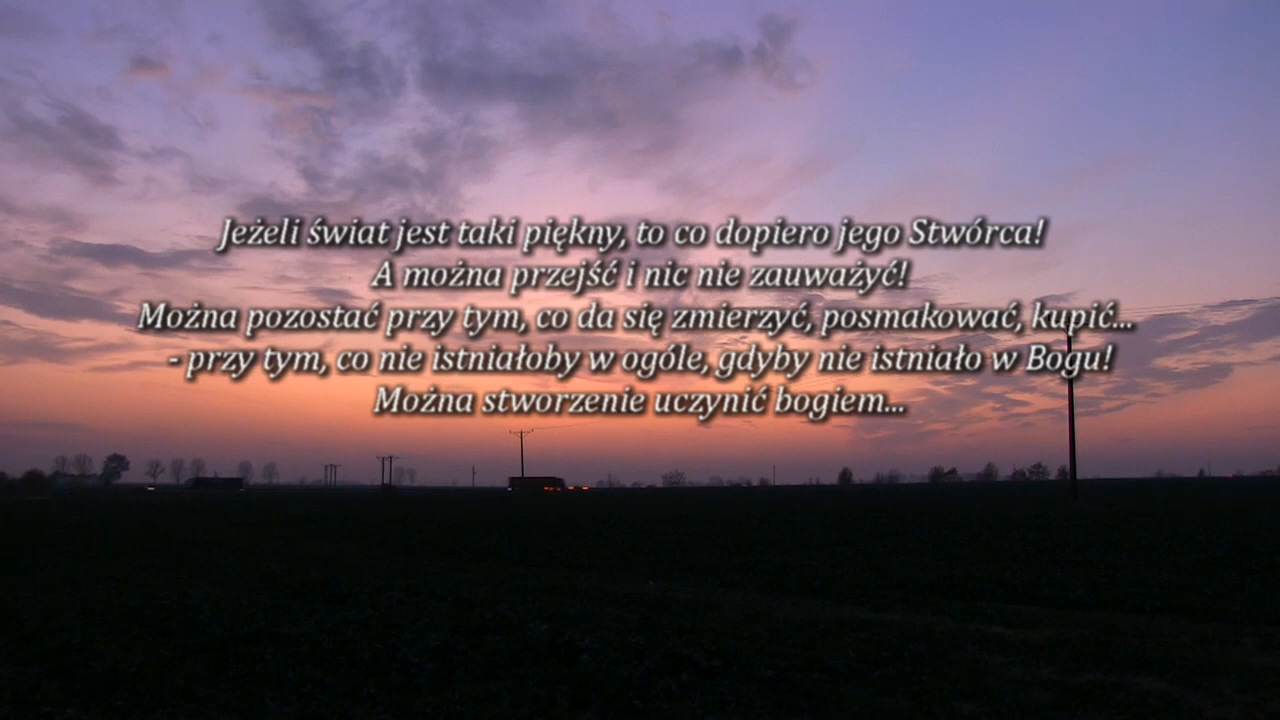 Jeżeli świat jest taki piękny, to co dopiero jego Stwórca!
A można przejść i nic nie zauważyć!
Można pozostać przy tym, co da się zmierzyć, posmakować, kupić...
- przy tym, co nie istniałoby w ogóle, gdyby nie istniało w Bogu!
Można stworzenie uczynić bogiem...